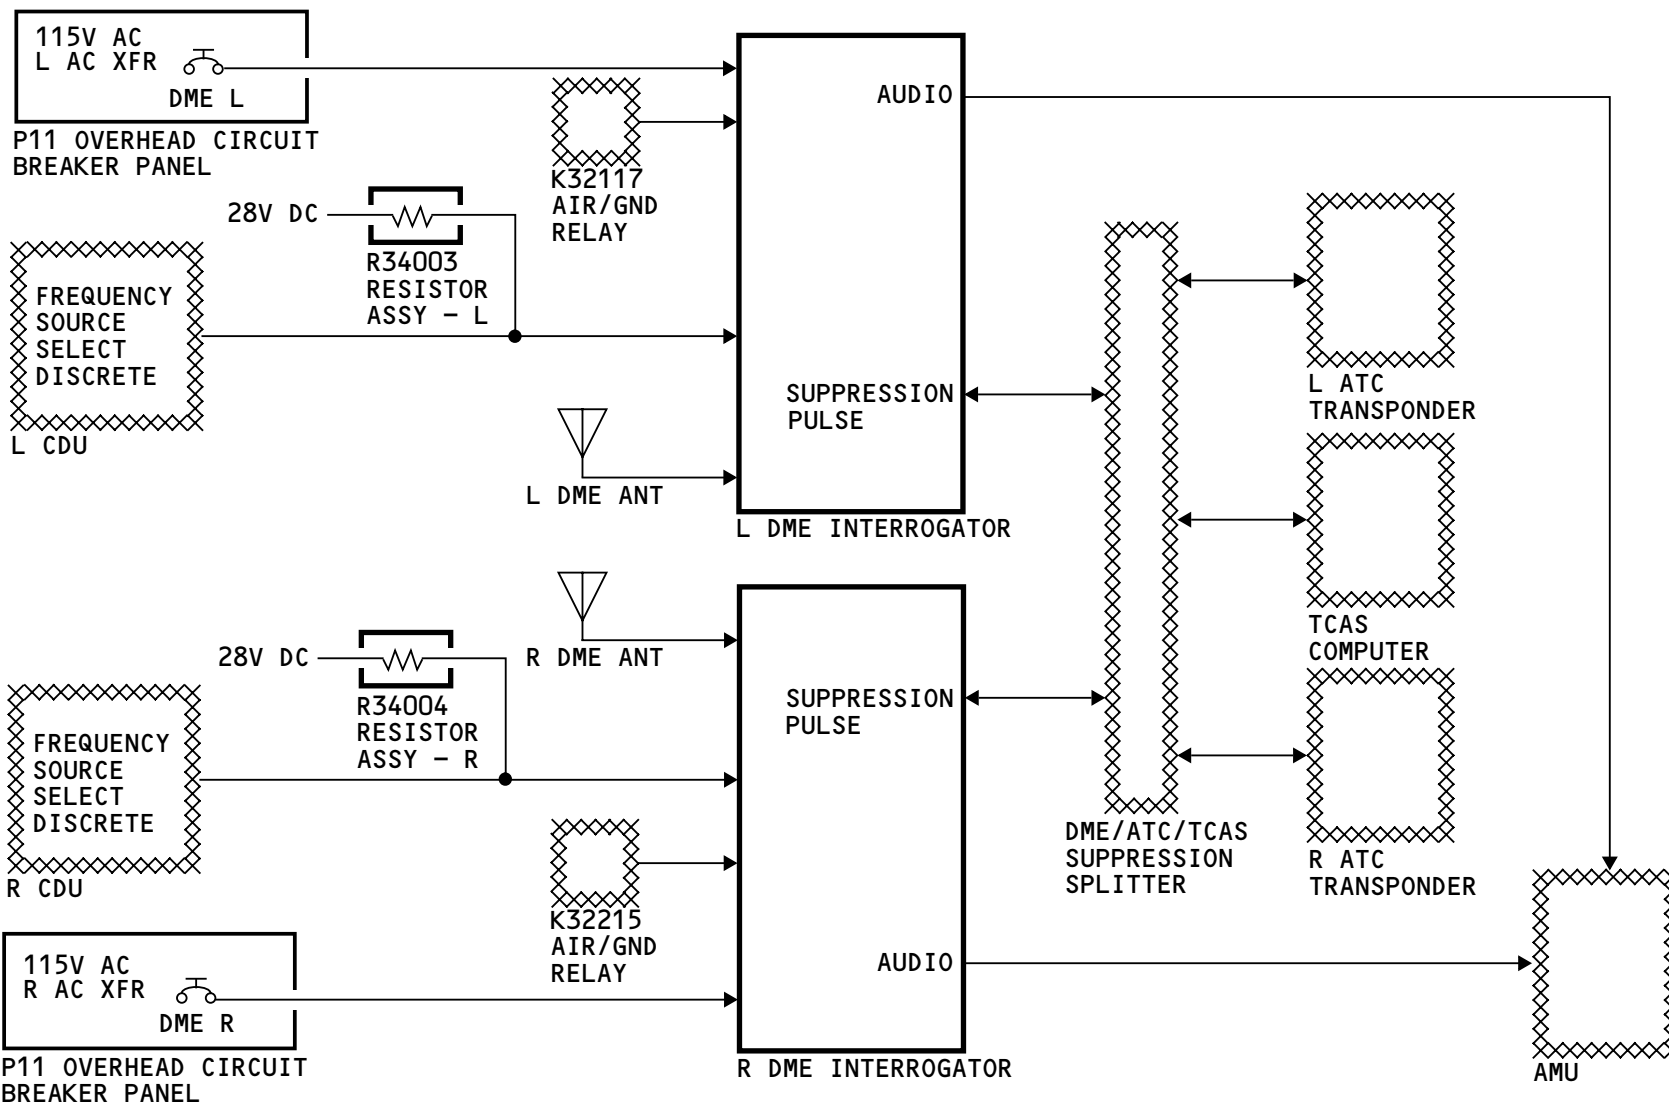 115V AC
L AC XFR
DME L
P11 OVERHEAD CIRCUIT
BREAKER PANEL
K32117
AIR/GND
RELAY
28V DC
R34003
RESISTOR
ASSY - L
FREQUENCY
SOURCE
SELECT
DISCRETE
L CDU
L DME ANT
AUDIO
SUPPRESSION
PULSE
L DME INTERROGATOR
L ATC
TRANSPONDER
TCAS
COMPUTER
R ATC
TRANSPONDER
DME/ATC/TCAS
SUPPRESSION
SPLITTER
R DME ANT
28V DC
R34004
RESISTOR
ASSY - R
FREQUENCY
SOURCE
SELECT
DISCRETE
R CDU
SUPPRESSION
PULSE
K32215
AIR/GND
RELAY
AUDIO
R DME INTERROGATOR
115V AC
R AC XFR
DME R
P11 OVERHEAD CIRCUIT
BREAKER PANEL
AMU